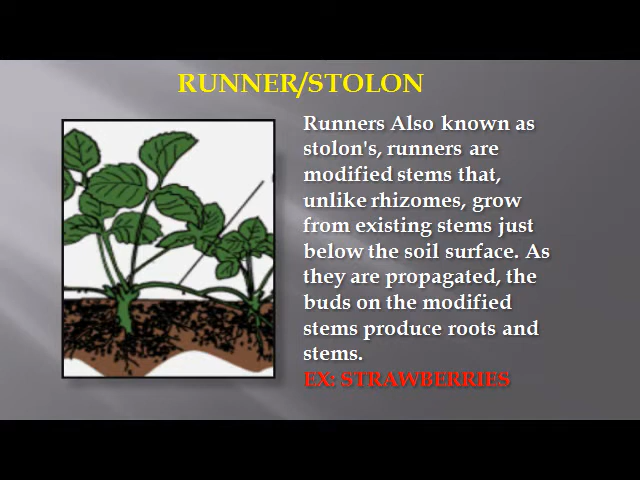 RUNNER/STOLON
Runners Also known as
stolon's, runners are
modified stems that,
unlike rhizomes, grow
from existing stems just
below the soil surface. As
they are propagated, the
buds on the modified
stems produce roots and
stems.
EX: STRAWBERRIES